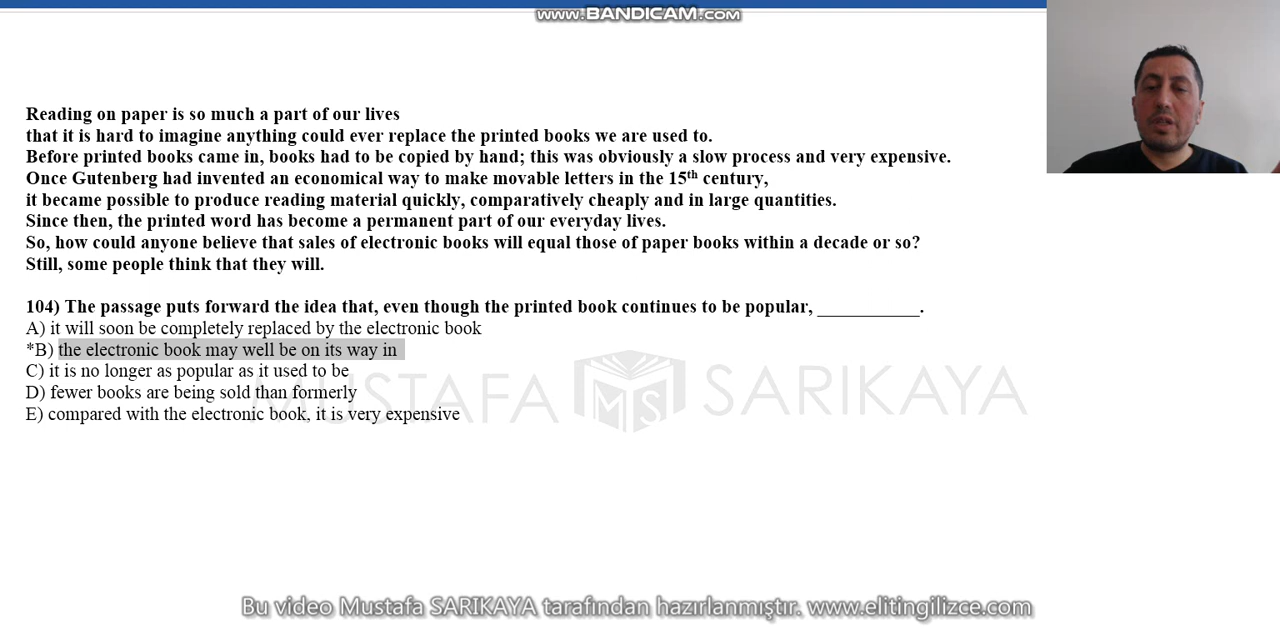 www.BANDICAM.com
Reading on paper is so much a part of our lives
that it is hard to imagine anything could ever replace the printed books we are used to.
Before printed books came in, books had to be copied by hand; this was obviously a slow process and very expensive.
Once Gutenberg had invented an economical way to make movable letters in the 15th century,
it became possible to produce reading material quickly, comparatively cheaply and in large quantities.
Since then, the printed word has become a permanent part of our everyday lives.
So, how could anyone believe that sales of electronic books will equal those of paper books within a decade or so?
Still, some people think that they will.
104) The passage puts forward the idea that, even though the printed book continues to be popular, ___________.
A) it will soon be completely replaced by the electronic book
*B) the electronic book may well be on its way in
C) it is no longer as popular as it used to be
D) fewer books are being sold than formerly
E) compared with the electronic book, it is very expensive
MUSTAFA MS SARIKAYA
Bu video Mustafa SARIKAYA tarafından hazırlanmıştır. www.elitingilizce.com